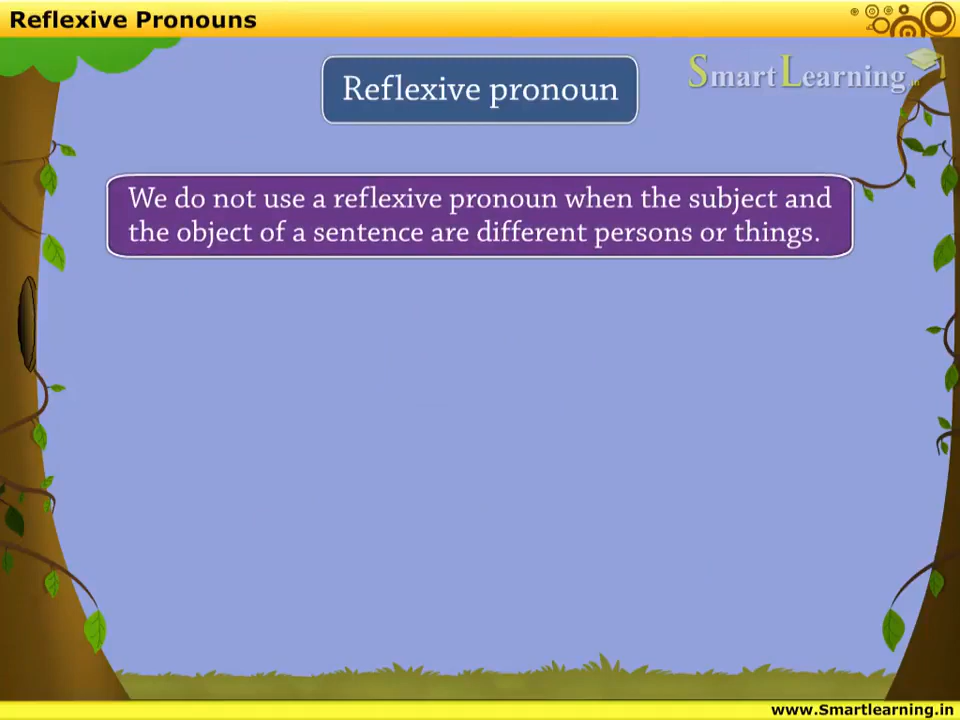 Reflexive Pronouns
Reflexive pronoun
SmartLearning.in
We do not use a reflexive pronoun when the subject and
the object of a sentence are different persons or things.
www.Smartlearning.in